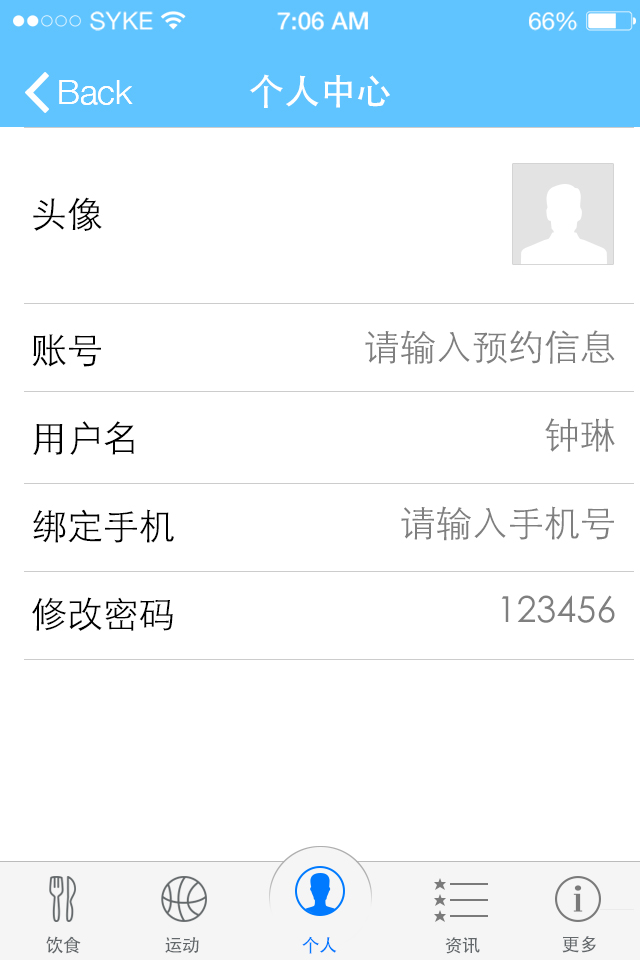 SYKE 7:06 AM 66%
Back 个人中心
头像
账号 请输入预约信息
用户名 钟琳
绑定手机 请输入手机号
修改密码 123456
饮食 运动 个人 资讯 更多